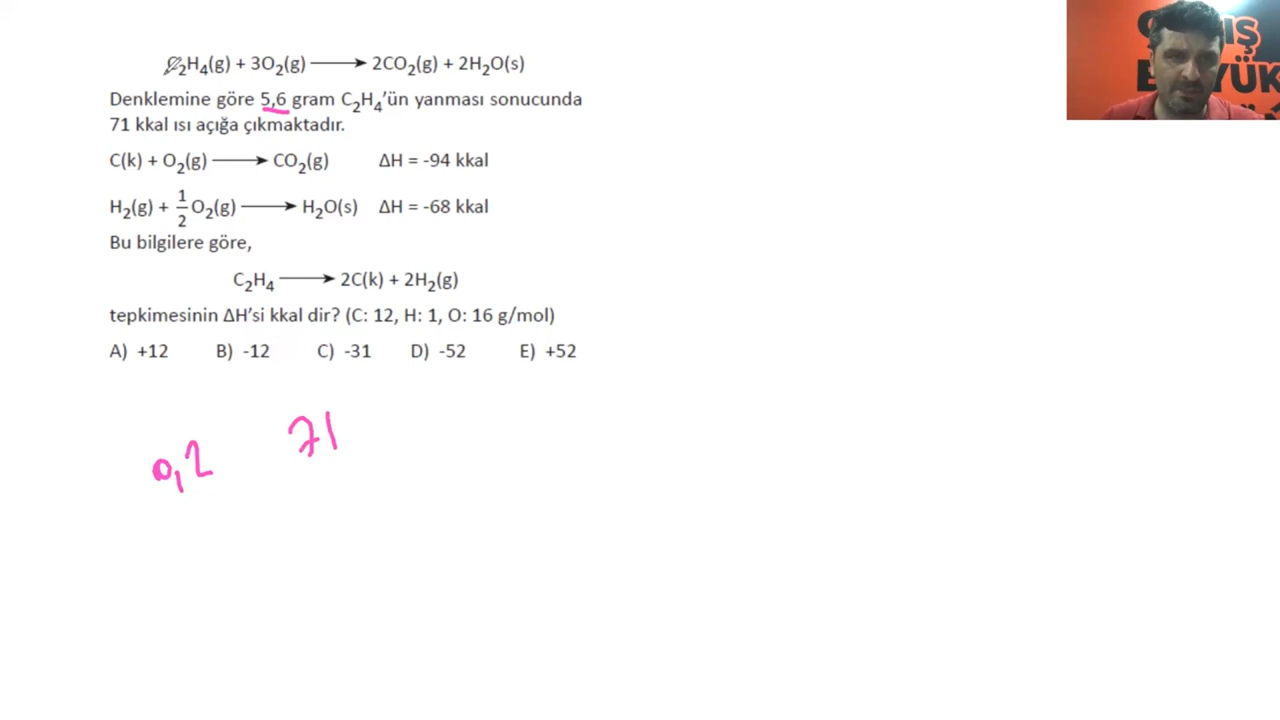 C₂H₄(g) + 3O₂(g) ⟶ 2CO₂(g) + 2H₂O(s)
Denklemine göre 5,6 gram C₂H₄'ün yanması sonucunda
71 kkal ısı açığa çıkmaktadır.
C(k) + O₂(g) ⟶ CO₂(g) ΔH = -94 kkal
H₂(g) + 1/2 O₂(g) ⟶ H₂O(s) ΔH = -68 kkal
Bu bilgilere göre,
C₂H₄ ⟶ 2C(k) + 2H₂(g)
tepkimesinin ΔH'si kkal dir? (C: 12, H: 1, O: 16 g/mol)
A) +12 B) -12 C) -31 D) -52 E) +52
0,2 71